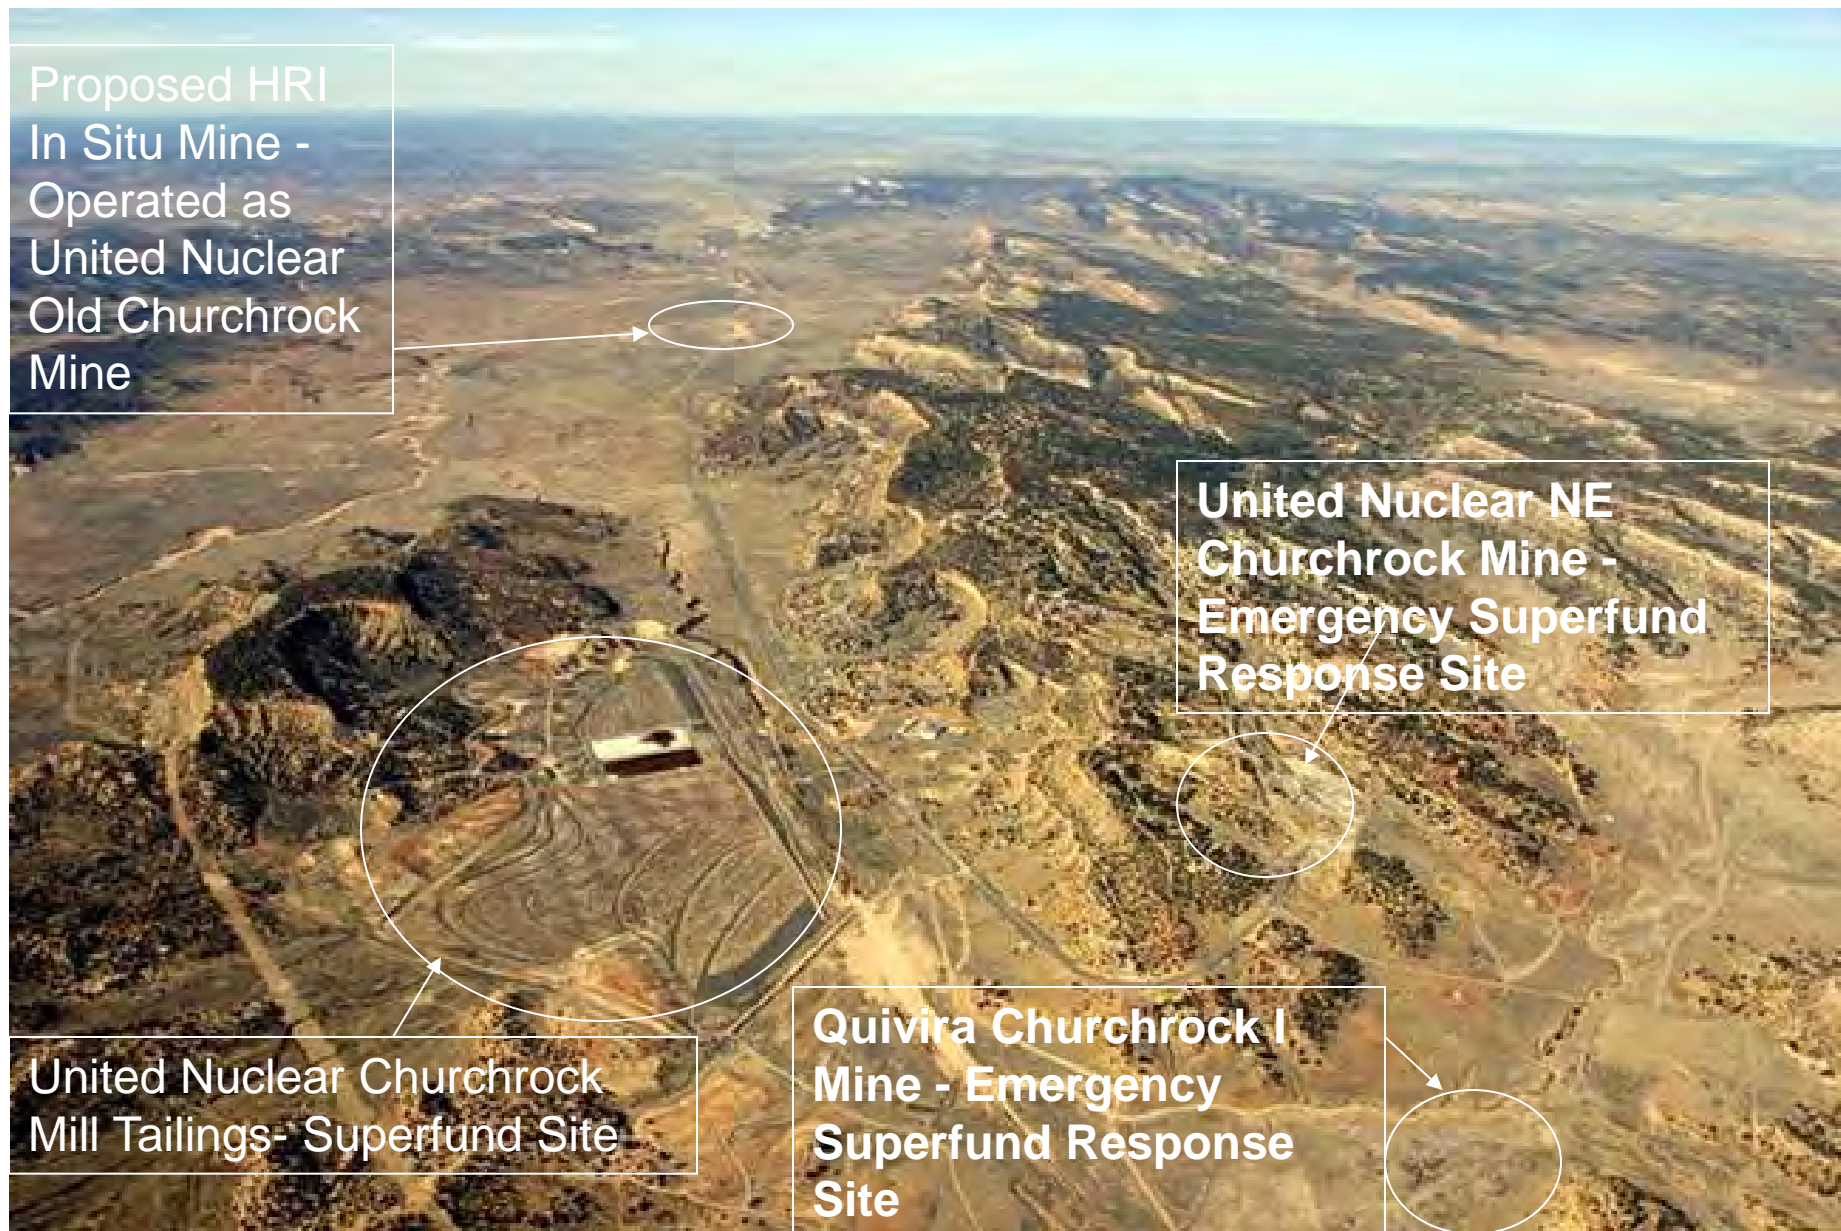 Proposed HRI
In Situ Mine -
Operated as
United Nuclear
Old Churchrock
Mine
United Nuclear NE
Churchrock Mine -
Emergency Superfund
Response Site
United Nuclear Churchrock
Mill Tailings- Superfund Site
Quivira Churchrock I
Mine - Emergency
Superfund Response
Site